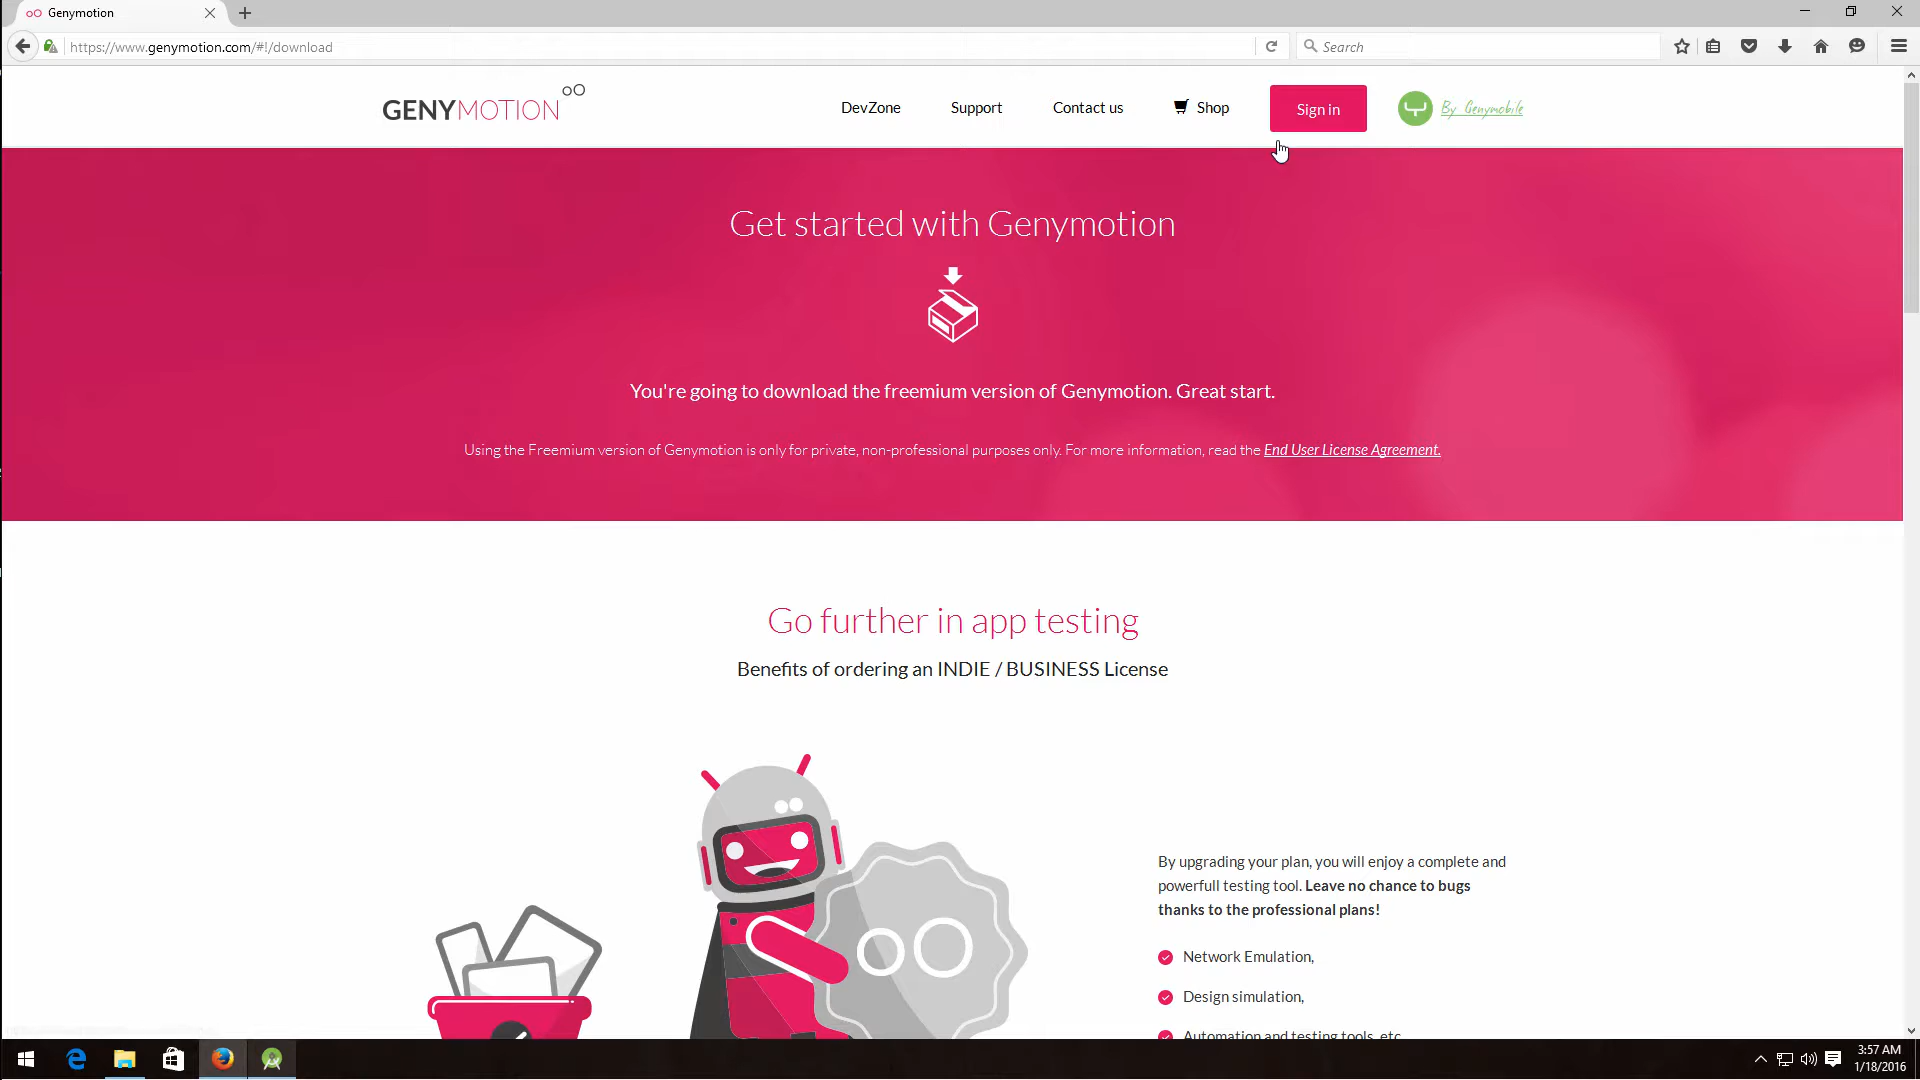 Genymotion
https://www.genymotion.com/#!/download
Search
GENYMOTION
DevZone
Support
Contact us
Shop
Sign in
By Genymobile
Get started with Genymotion
You're going to download the freemium version of Genymotion. Great start.
Using the Freemium version of Genymotion is only for private, non-professional purposes only. For more information, read the End User License Agreement.
Go further in app testing
Benefits of ordering an INDIE / BUSINESS License
By upgrading your plan, you will enjoy a complete and
powerfull testing tool. Leave no chance to bugs
thanks to the professional plans!
Network Emulation,
Design simulation,
Automation and testing tools, etc
3:57 AM
1/18/2016